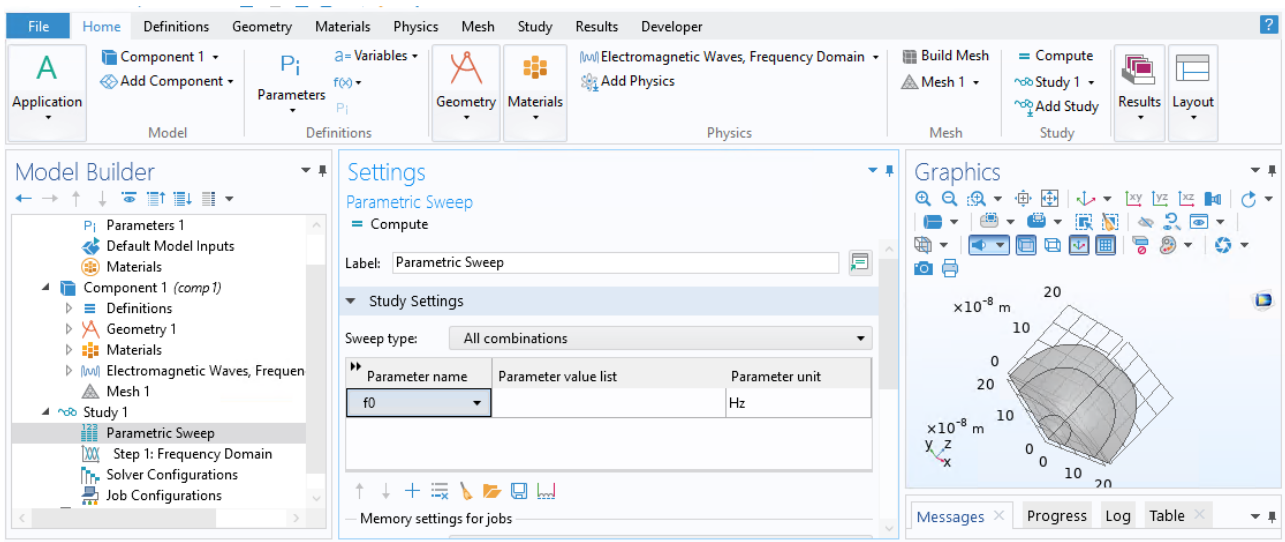 File Home Definitions Geometry Materials Physics Mesh Study Results Developer ?
Application
Component 1
Add Component
Model
Pi
Parameters
a= Variables
f(x)
Pi
Definitions
Geometry
Materials
Electromagnetic Waves, Frequency Domain
Add Physics
Physics
Build Mesh
Mesh 1
Mesh
= Compute
Study 1
Add Study
Study
Results
Layout
Model Builder
Pi Parameters 1
Default Model Inputs
Materials
Component 1 (comp1)
Definitions
Geometry 1
Materials
Electromagnetic Waves, Frequen
Mesh 1
Study 1
Parametric Sweep
Step 1: Frequency Domain
Solver Configurations
Job Configurations
Settings
Parametric Sweep
= Compute
Label: Parametric Sweep
Study Settings
Sweep type: All combinations
Parameter name Parameter value list Parameter unit
f0 Hz
Memory settings for jobs
Graphics
xy yz xz
×10⁻⁸ m
20
10
0
20
10
×10⁻⁸ m
0
0
10
20
y z
x
Messages Progress Log Table